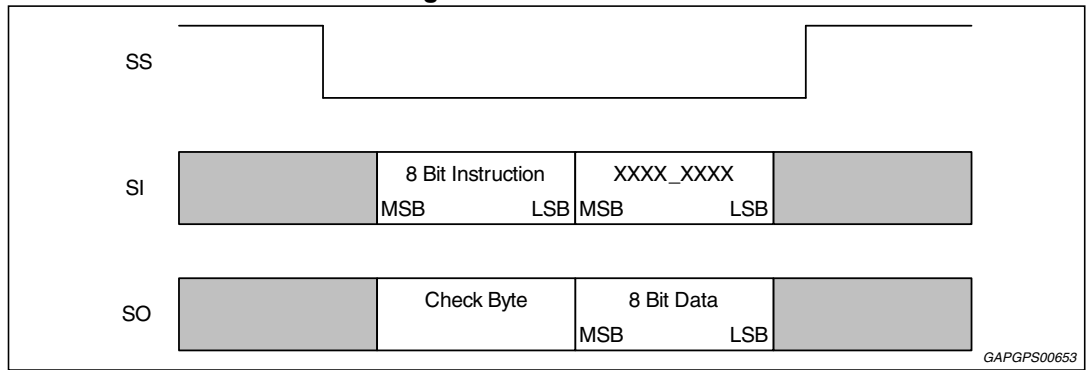 SS
SI
8 Bit Instruction
XXXX_XXXX
MSB LSB MSB LSB
SO
Check Byte
8 Bit Data
MSB LSB
GAPGPS00653